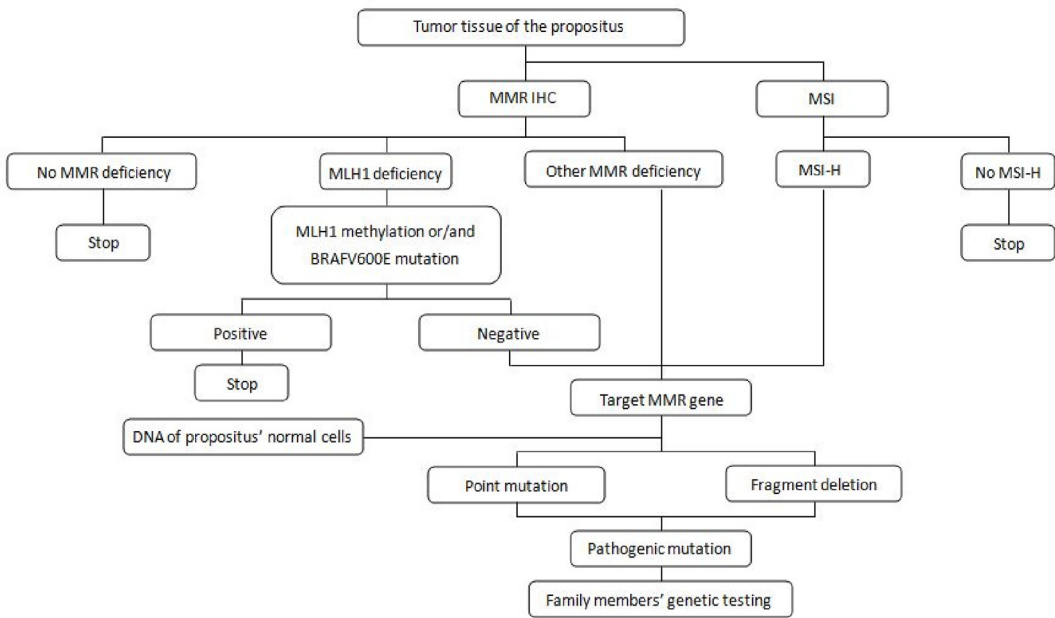 Tumor tissue of the propositus
MMR IHC
MSI
No MMR deficiency
MLH1 deficiency
Other MMR deficiency
MSI-H
No MSI-H
Stop
MLH1 methylation or/and
BRAFV600E mutation
Stop
Positive
Negative
Stop
Target MMR gene
DNA of propositus’ normal cells
Point mutation
Fragment deletion
Pathogenic mutation
Family members’ genetic testing